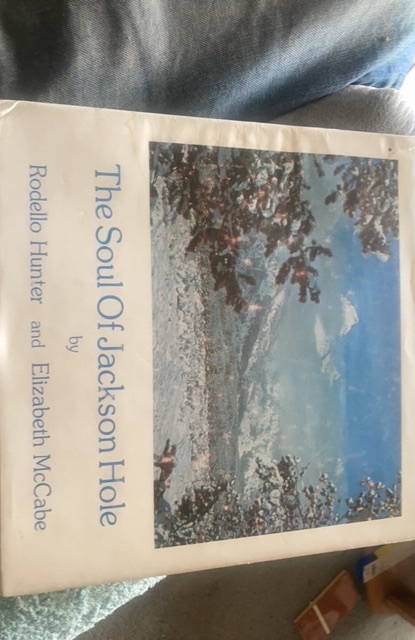 The Soul Of Jackson Hole
by
Rodello Hunter and Elizabeth McCabe